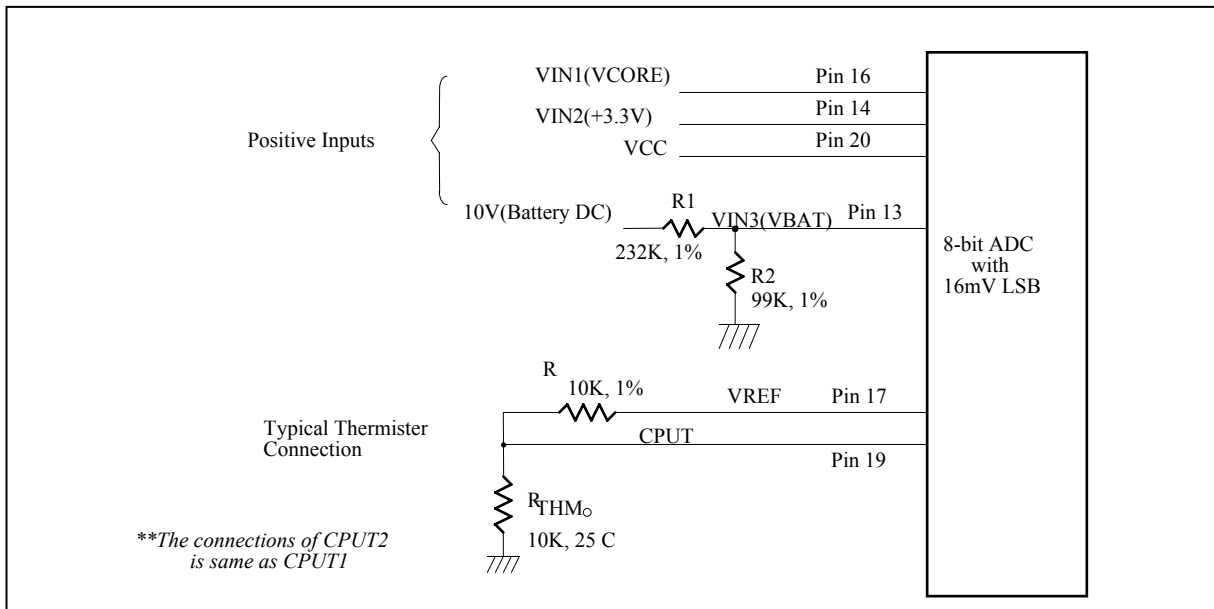 VIN1(VCORE)
Pin 16
VIN2(+3.3V)
Pin 14
Positive Inputs
VCC
Pin 20
10V(Battery DC)
R1
VIN3(VBAT)
Pin 13
232K, 1%
R2
99K, 1%
8-bit ADC
with
16mV LSB
R
10K, 1%
VREF
Pin 17
Typical Thermister
Connection
CPUT
Pin 19
RTHM
10K, 25 C
**The connections of CPUT2
is same as CPUT1